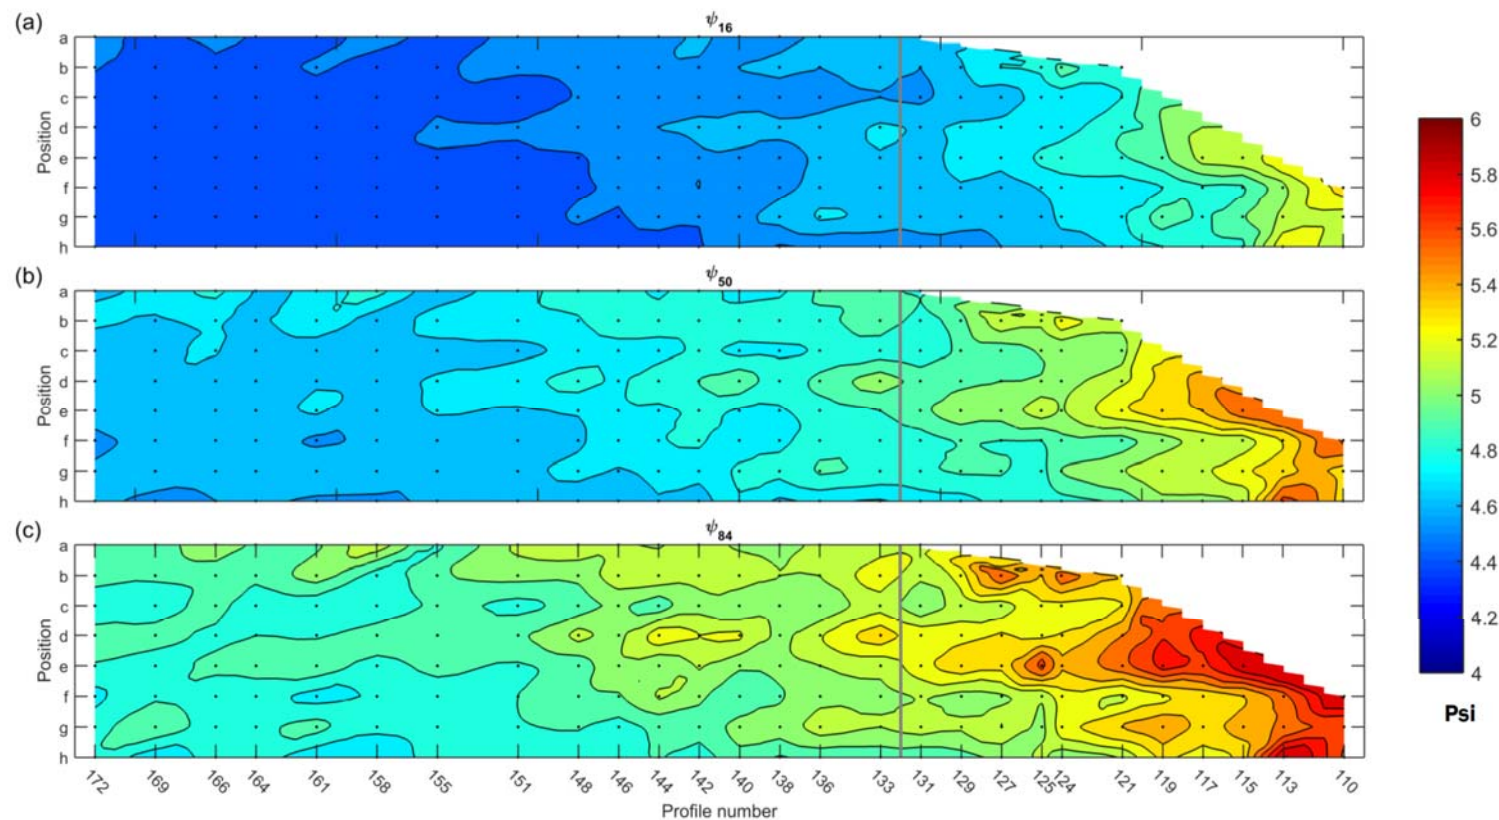 (a)
ψ16
Position
a
b
c
d
e
f
g
h
(b)
ψ50
Position
a
b
c
d
e
f
g
h
(c)
ψ84
Position
a
b
c
d
e
f
g
h
172 169 166 164 161 158 155 151 148 146 144 142 140 138 136 133 131 129 127 125 124 121 119 117 115 113 110
Profile number
6
5.8
5.6
5.4
5.2
5
4.8
4.6
4.4
4.2
4
Psi